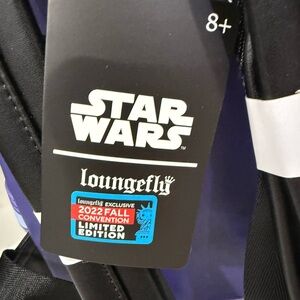 8+
STAR
WARS
loungefly
loungefly EXCLUSIVE
2022 FALL
CONVENTION
LIMITED
EDITION